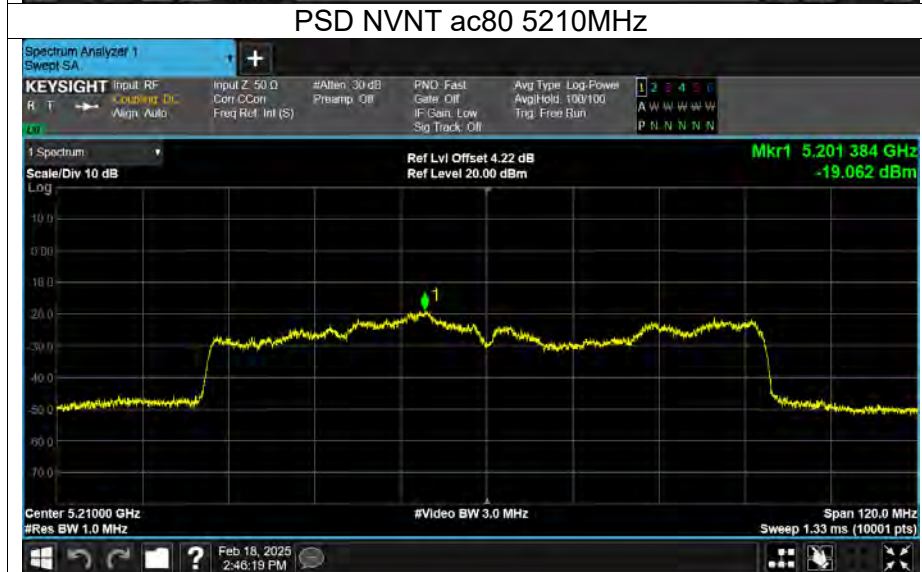 PSD NVNT ac80 5210MHz
Spectrum Analyzer 1
Swept SA
+
KEYSIGHT Input: RF
R T Coupling: DC
Align: Auto
Input Z: 50 Ω
Corr CCorr
Freq Ref: Int (S)
#Atten: 30 dB
Preamp: Off
PNO: Fast
Gate: Off
IF Gain: Low
Sig Track: Off
Avg Type: Log-Power
Avg|Hold: 100/100
Trig: Free Run
1 2 3 4 5 6
A W W W W W
P N N N N N
1 Spectrum
Scale/Div 10 dB
Log
Ref Lvl Offset 4.22 dB
Ref Level 20.00 dBm
Mkr1 5.201 384 GHz
-19.062 dBm
10.0
0.00
-10.0
-20.0
-30.0
-40.0
-50.0
-60.0
-70.0
1
Center 5.21000 GHz
#Res BW 1.0 MHz
#Video BW 3.0 MHz
Span 120.0 MHz
Sweep 1.33 ms (10001 pts)
?
Feb 18, 2025
2:46:19 PM